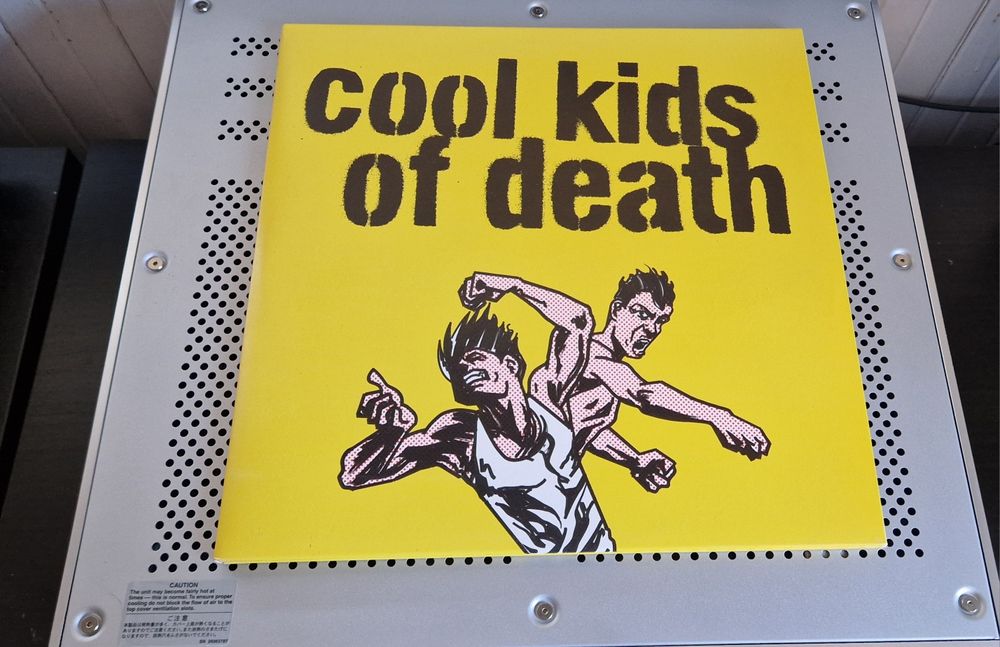 cool kids
of death
CAUTION
The unit may become fairly hot at
times — this is normal. To ensure proper
cooling do not block the flow of air to the
top cover ventilation slots.
ご注意